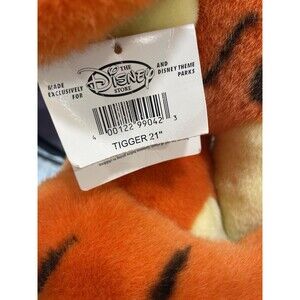 MADE
EXCLUSIVELY
FOR
THE
DISNEY
STORE
AND
DISNEY THEME
PARKS
4 00122 99042 3
TIGGER 21"